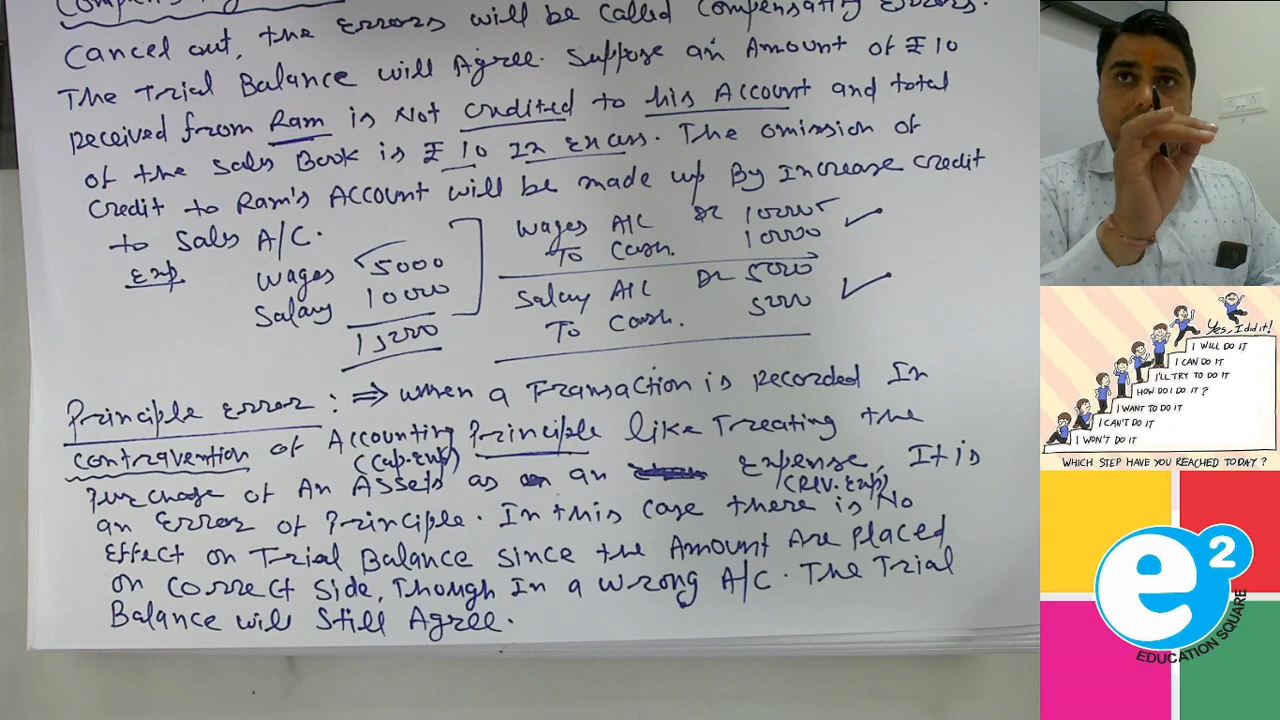 Cancel out, the Errors will be called Compensating Errors.
The Trial Balance will Agree. Suppose an Amount of ₹ 10
received from Ram is Not credited to his Account and total
of the Sales Book is ₹ 10 In excess. The omission of
credit to Ram's Account will be made up By Increase credit
to Sales A/C.
Exp
Wages 5000
Salary 10000
15000
Wages A/C Dr 10000
To Cash. 10000
Salary A/C Dr 5000
To Cash. 5000
Principle Error : ⇒ when a Transaction is Recorded In
contravention of Accounting Principle like Treating the
(Cap. Exp)
Purchase of An Assets as an Expense. It is
(Rev. Exp)
an Error of Principle. In this case there is No
Effect on Trial Balance since the Amount Are Placed
on Correct Side, Though In a Wrong A/C. The Trial
Balance will Still Agree.
Yes, I did it!
I WILL DO IT
I CAN DO IT
I'LL TRY TO DO IT
HOW DO I DO IT?
I WANT TO DO IT
I CAN'T DO IT
I WON'T DO IT
WHICH STEP HAVE YOU REACHED TODAY?
e2
EDUCATION SQUARE